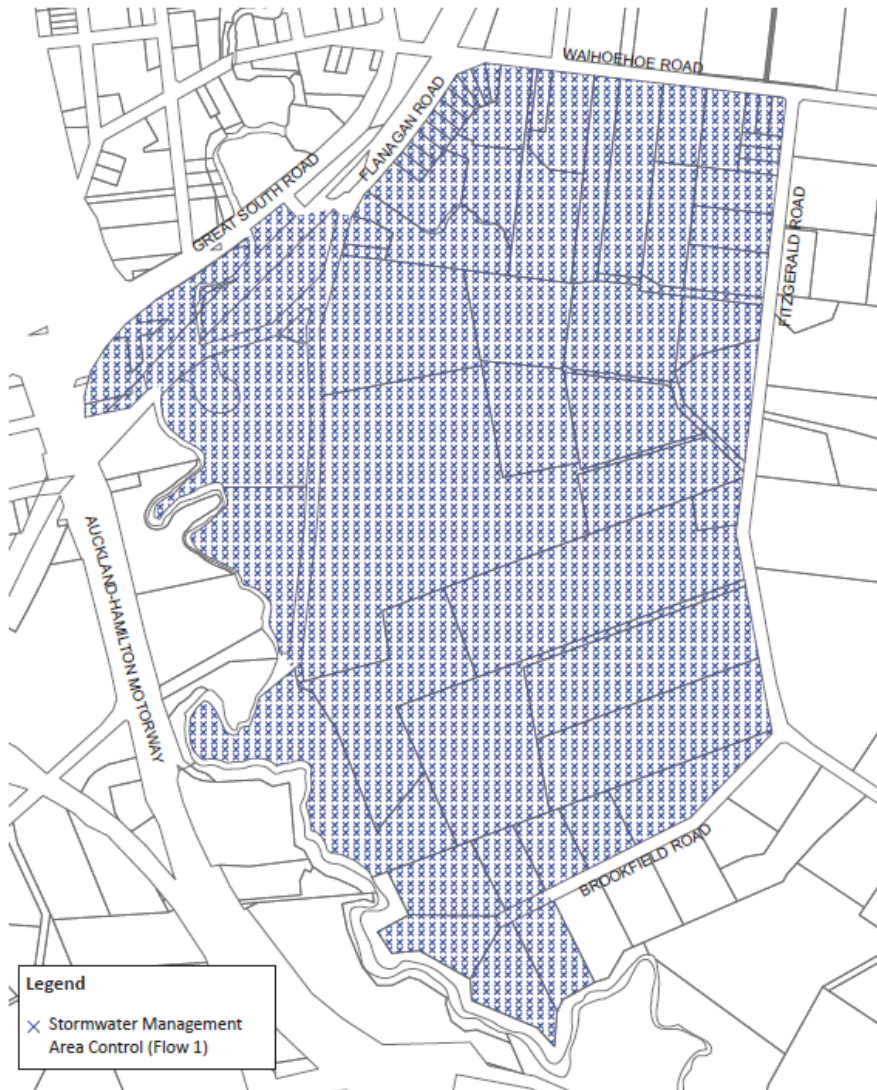 WAIHOEHOE ROAD
FLANAGAN ROAD
GREAT SOUTH ROAD
FITZGERALD ROAD
AUCKLAND-HAMILTON MOTORWAY
BROOKFIELD ROAD
Legend
Stormwater Management
Area Control (Flow 1)